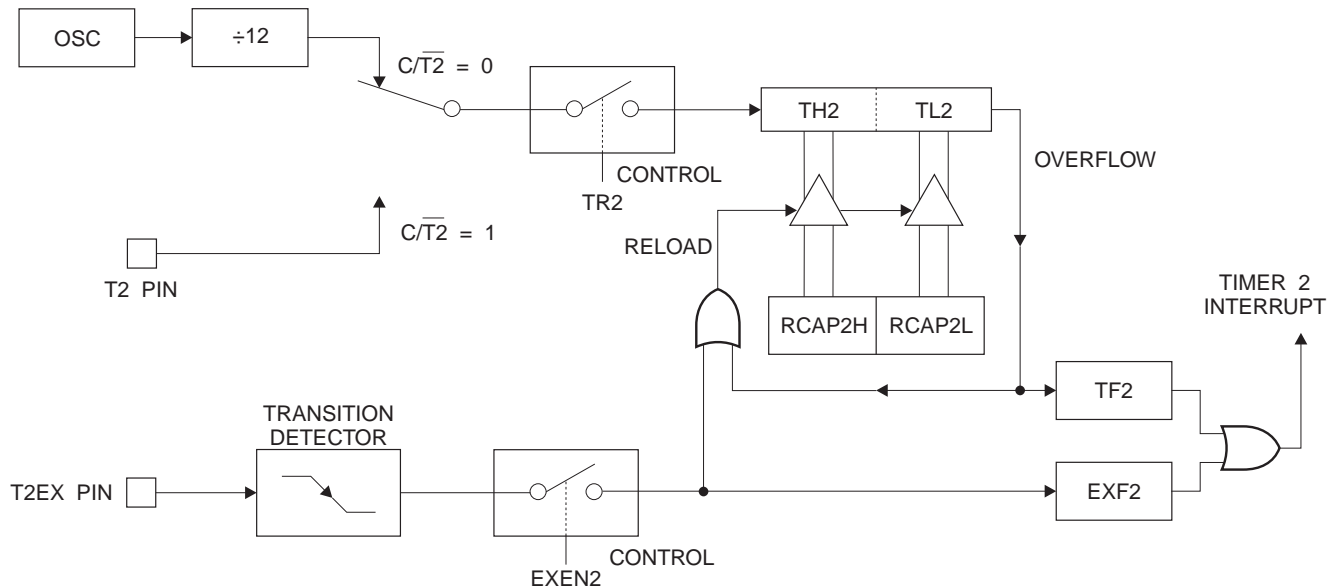 OSC
÷12
C/T2 = 0
TH2
TL2
CONTROL
TR2
OVERFLOW
C/T2 = 1
T2 PIN
RELOAD
RCAP2H
RCAP2L
TIMER 2
INTERRUPT
TF2
TRANSITION
DETECTOR
T2EX PIN
EXF2
CONTROL
EXEN2